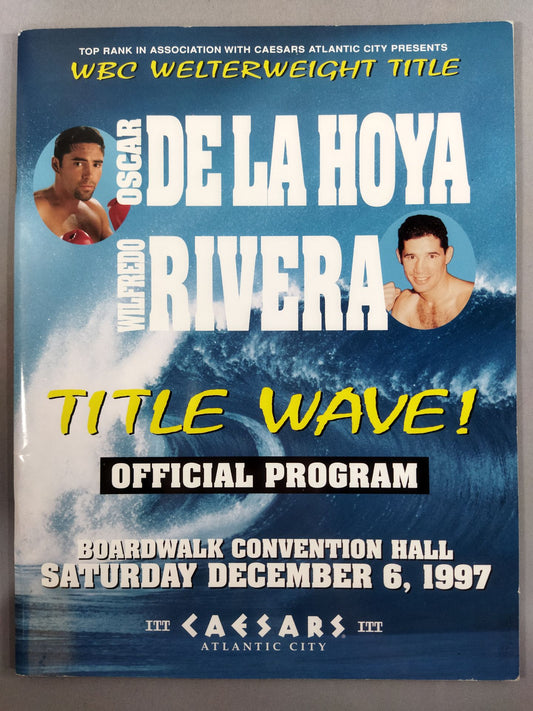 TOP RANK IN ASSOCIATION WITH CAESARS ATLANTIC CITY PRESENTS
WBC WELTERWEIGHT TITLE
OSCAR
DE LA HOYA
WILFREDO
RIVERA
TITLE WAVE!
OFFICIAL PROGRAM
BOARDWALK CONVENTION HALL
SATURDAY DECEMBER 6, 1997
ITT CAESARS® ITT
ATLANTIC CITY